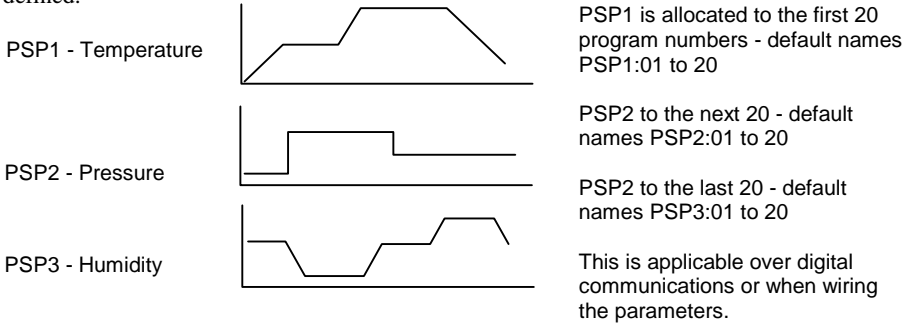 defined.
PSP1 - Temperature
PSP1 is allocated to the first 20
program numbers - default names
PSP1:01 to 20
PSP2 - Pressure
PSP2 to the next 20 - default
names PSP2:01 to 20
PSP2 to the last 20 - default
names PSP3:01 to 20
PSP3 - Humidity
This is applicable over digital
communications or when wiring
the parameters.